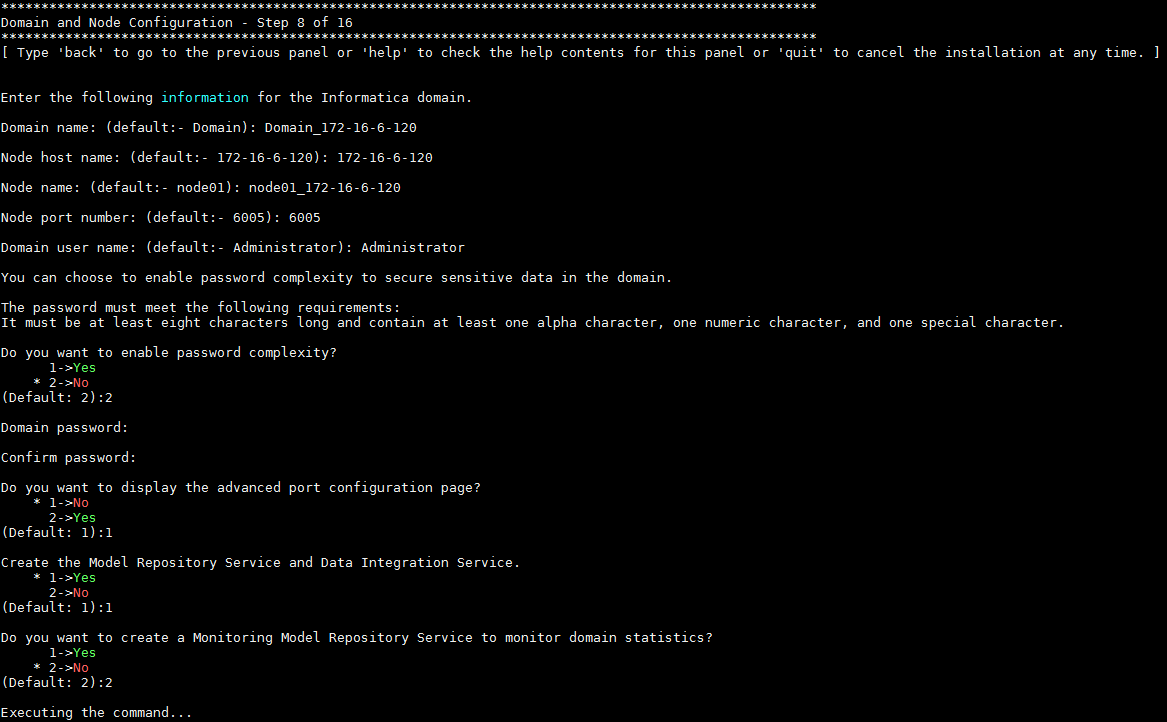 ******************************************************************************************************
Domain and Node Configuration - Step 8 of 16
******************************************************************************************************
[ Type 'back' to go to the previous panel or 'help' to check the help contents for this panel or 'quit' to cancel the installation at any time. ]
Enter the following information for the Informatica domain.
Domain name: (default:- Domain): Domain_172-16-6-120
Node host name: (default:- 172-16-6-120): 172-16-6-120
Node name: (default:- node01): node01_172-16-6-120
Node port number: (default:- 6005): 6005
Domain user name: (default:- Administrator): Administrator
You can choose to enable password complexity to secure sensitive data in the domain.
The password must meet the following requirements:
It must be at least eight characters long and contain at least one alpha character, one numeric character, and one special character.
Do you want to enable password complexity?
1->Yes
* 2->No
(Default: 2):2
Domain password:
Confirm password:
Do you want to display the advanced port configuration page?
* 1->No
2->Yes
(Default: 1):1
Create the Model Repository Service and Data Integration Service.
* 1->Yes
2->No
(Default: 1):1
Do you want to create a Monitoring Model Repository Service to monitor domain statistics?
1->Yes
* 2->No
(Default: 2):2
Executing the command...